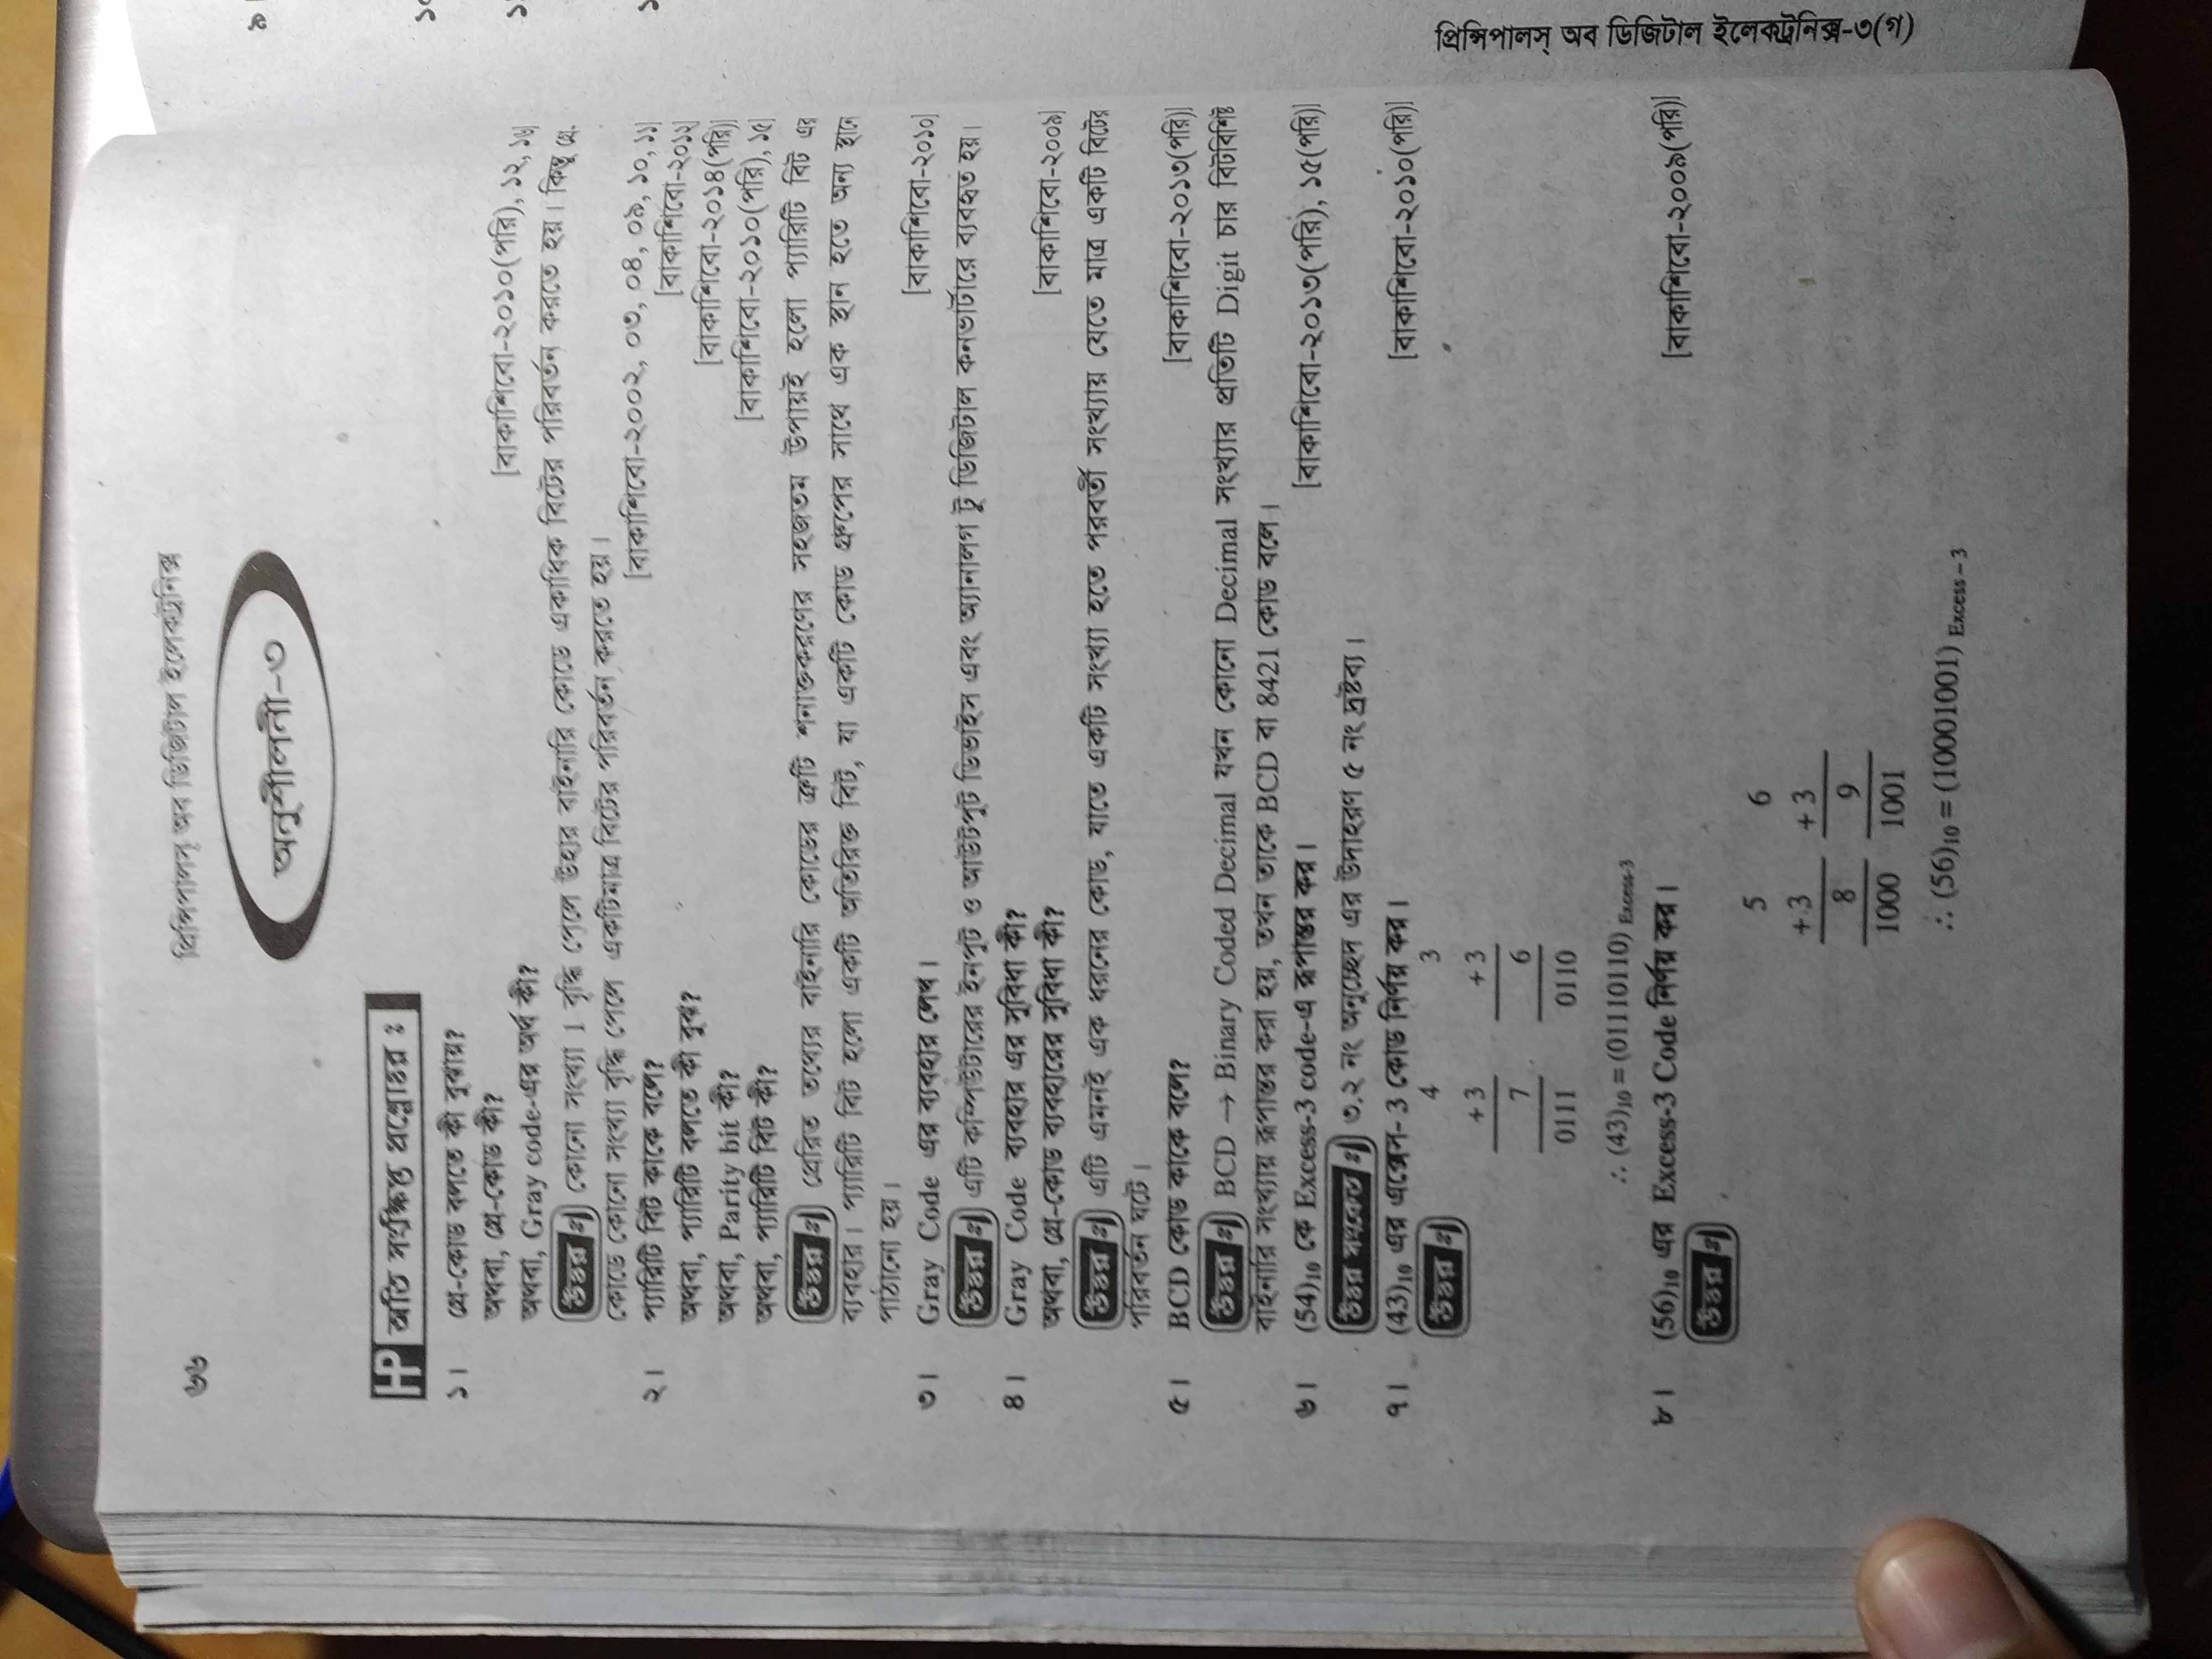 ৬৬
প্রিন্সিপালস্ অব ডিজিটাল ইলেকট্রনিক্স
অনুশীলনী-৩
HP অতি সংক্ষিপ্ত প্রশ্নোত্তর ঃ
১। গ্রে-কোড বলতে কী বুঝায়?
অথবা, গ্রে-কোড কী?
[বাকাশিবো-২০১০(পরি), ১২, ১৬]
অথবা, Gray code-এর অর্থ কী?
উত্তর ঃ কোনো সংখ্যা 1 বৃদ্ধি পেলে উহার বাইনারি কোডে একাধিক বিটের পরিবর্তন করতে হয়। কিন্তু গ্রে-
কোডে কোনো সংখ্যা বৃদ্ধি পেলে একটিমাত্র বিটের পরিবর্তন করতে হয়।
২। প্যারিটি বিট কাকে বলে? [বাকাশিবো-২০০২, ০৩, ০৪, ০৯, ১০, ১১]
অথবা, প্যারিটি বলতে কী বুঝ? [বাকাশিবো-২০১২]
অথবা, Parity bit কী? [বাকাশিবো-২০১৪(পরি)]
অথবা, প্যারিটি বিট কী? [বাকাশিবো-২০১০(পরি), ১৫]
উত্তর ঃ প্রেরিত তথ্যের বাইনারি কোডের ত্রুটি শনাক্তকরণের সহজতম উপায়ই হলো প্যারিটি বিট এর
ব্যবহার। প্যারিটি বিট হলো একটি অতিরিক্ত বিট, যা একটি কোড গ্রুপের সাথে এক স্থান হতে অন্য স্থানে
পাঠানো হয়।
৩। Gray Code এর ব্যবহার লেখ। [বাকাশিবো-২০১০]
উত্তর ঃ এটি কম্পিউটারের ইনপুট ও আউটপুট ডিভাইস এবং অ্যানালগ টু ডিজিটাল কনভার্টারে ব্যবহৃত হয়।
৪। Gray Code ব্যবহার এর সুবিধা কী?
অথবা, গ্রে-কোড ব্যবহারের সুবিধা কী? [বাকাশিবো-২০০৯]
উত্তর ঃ এটি এমনই এক ধরনের কোড, যাতে একটি সংখ্যা হতে পরবর্তী সংখ্যায় যেতে মাত্র একটি বিটের
পরিবর্তন ঘটে।
৫। BCD কোড কাকে বলে? [বাকাশিবো-২০১৩(পরি)]
উত্তর ঃ BCD → Binary Coded Decimal যখন কোনো Decimal সংখ্যার প্রতিটি Digit চার বিটবিশিষ্ট
বাইনারি সংখ্যায় রূপান্তর করা হয়, তখন তাকে BCD বা 8421 কোড বলে।
৬। (54)₁₀ কে Excess-3 code-এ রূপান্তর কর। [বাকাশিবো-২০১৩(পরি), ১৫(পরি)]
উত্তর সংকেত ঃ ৩.২ নং অনুচ্ছেদ এর উদাহরণ ৫ নং দ্রষ্টব্য।
৭। (43)₁₀ এর এক্সেস- 3 কোড নির্ণয় কর। [বাকাশিবো-২০১০(পরি)]
উত্তর ঃ 4 3
+3 +3
7 6
0111 0110
∴ (43)₁₀ = (01110110) Excess-3
৮। (56)₁₀ এর Excess-3 Code নির্ণয় কর। [বাকাশিবো-২০০৯(পরি)]
উত্তর ঃ
5 6
+3 +3
8 9
1000 1001
∴ (56)₁₀ = (10001001) Excess – 3
প্রিন্সিপালস্ অব ডিজিটাল ইলেকট্রনিক্স-৩(গ)
৯।